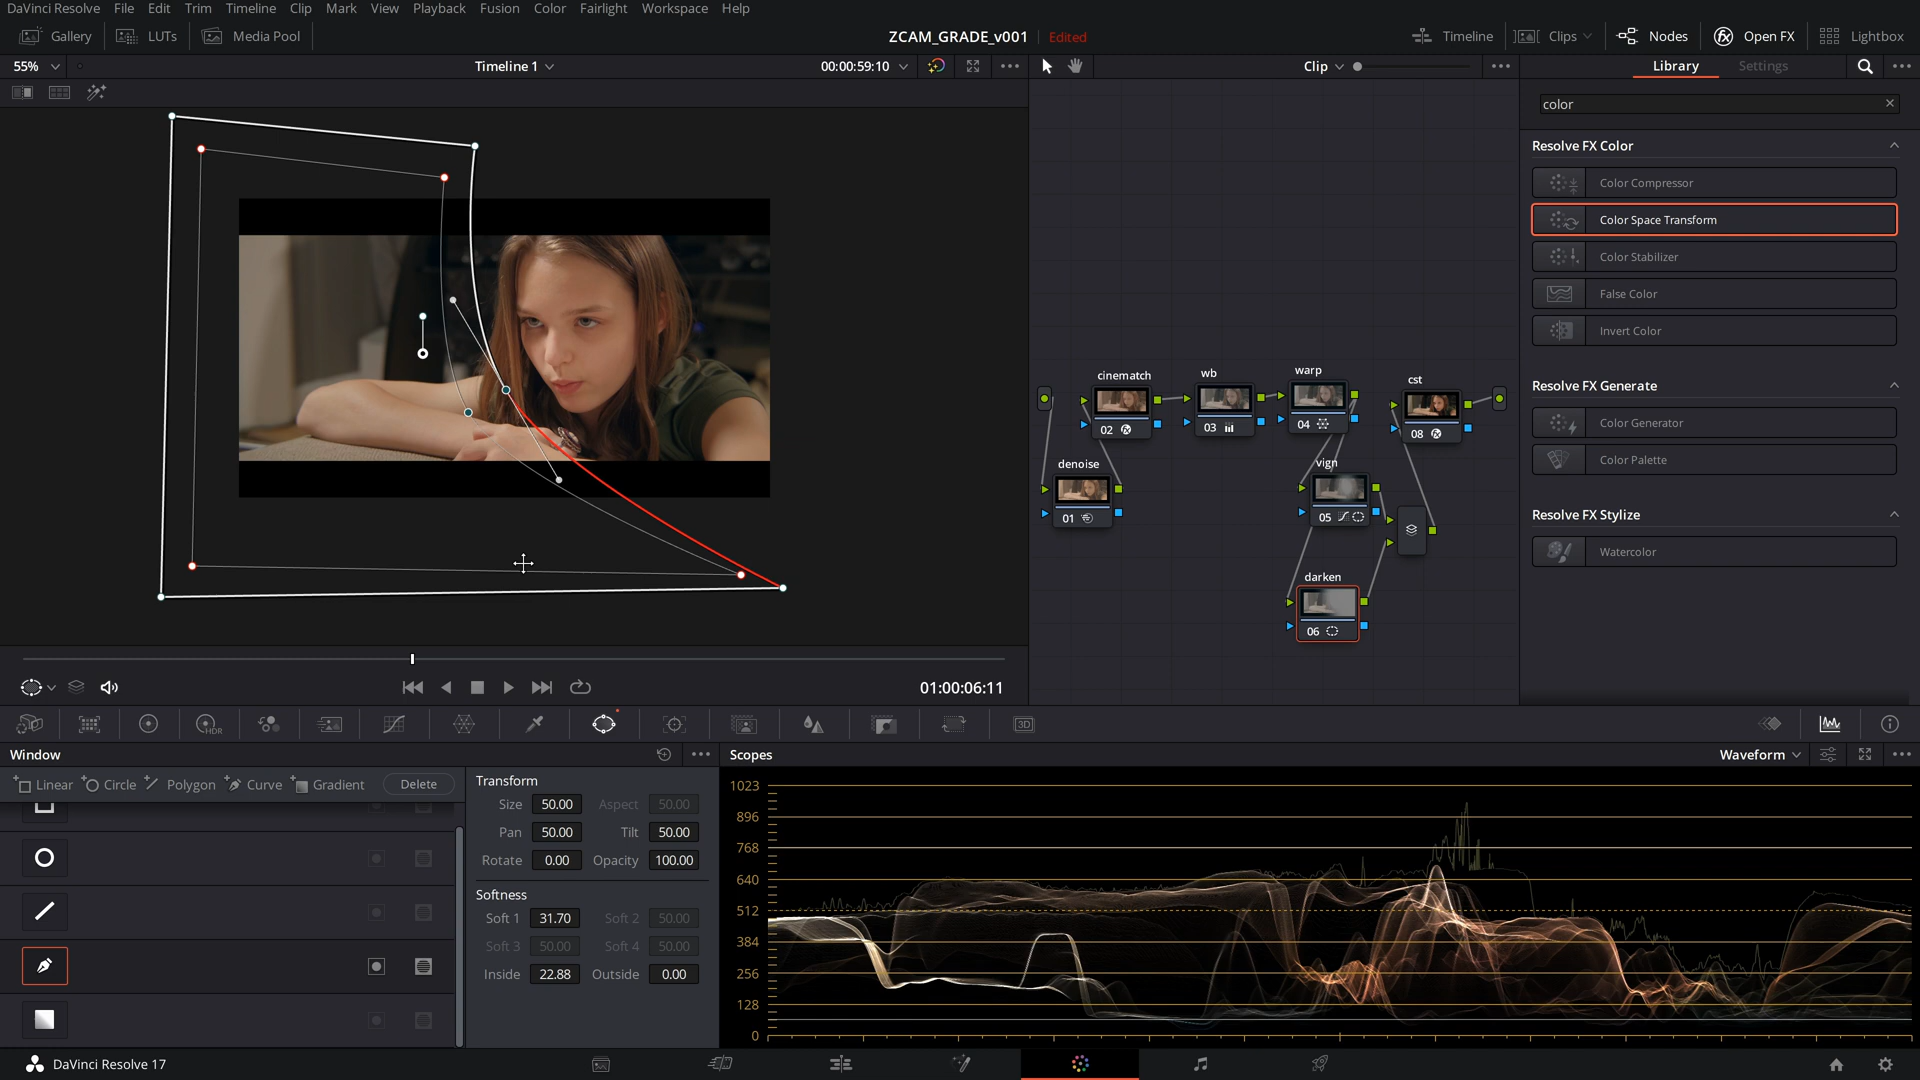 DaVinci Resolve File Edit Trim Timeline Clip Mark View Playback Fusion Color Fairlight Workspace Help
Gallery LUTs Media Pool ZCAM_GRADE_v001 Edited Timeline Clips Nodes Open FX Lightbox
55% Timeline 1 00:00:59:10 Clip Library Settings
color
Resolve FX Color
Color Compressor
Color Space Transform
Color Stabilizer
False Color
Invert Color
Resolve FX Generate
Color Generator
Color Palette
Resolve FX Stylize
Watercolor
cinematch wb warp cst
02 03 04 08
denoise vign
01 05
darken
06
01:00:06:11
HDR 3D
Window
Linear Circle Polygon Curve Gradient Delete
Transform
Size 50.00 Aspect 50.00
Pan 50.00 Tilt 50.00
Rotate 0.00 Opacity 100.00
Softness
Soft 1 31.70 Soft 2 50.00
Soft 3 50.00 Soft 4 50.00
Inside 22.88 Outside 0.00
Scopes Waveform
1023
896
768
640
512
384
256
128
0
DaVinci Resolve 17